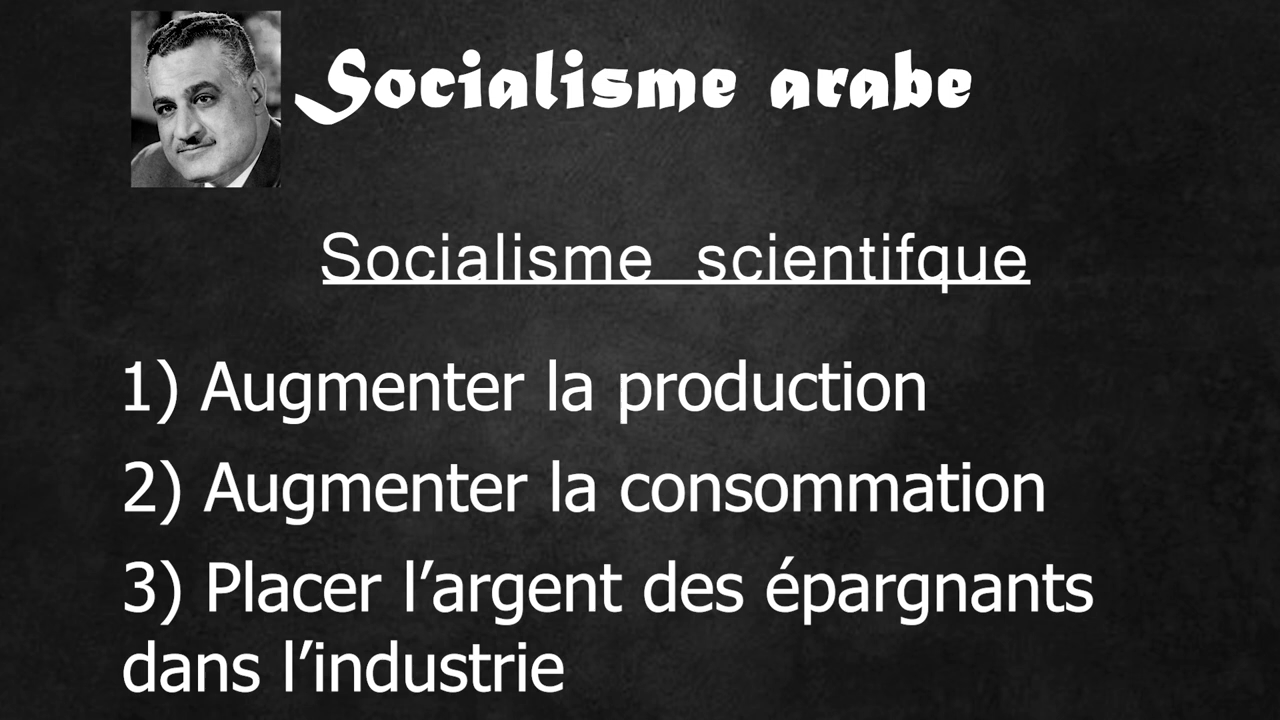 Socialisme arabe
Socialisme scientifque
1) Augmenter la production
2) Augmenter la consommation
3) Placer l’argent des épargnants
dans l’industrie